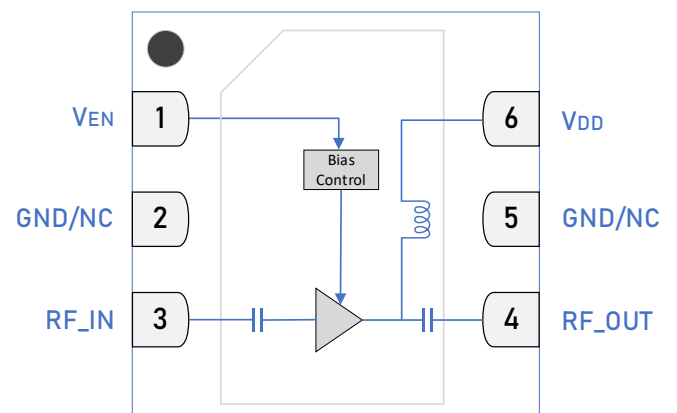 VEN 1 6 VDD
Bias
Control
GND/NC 2 5 GND/NC
RF_IN 3 4 RF_OUT